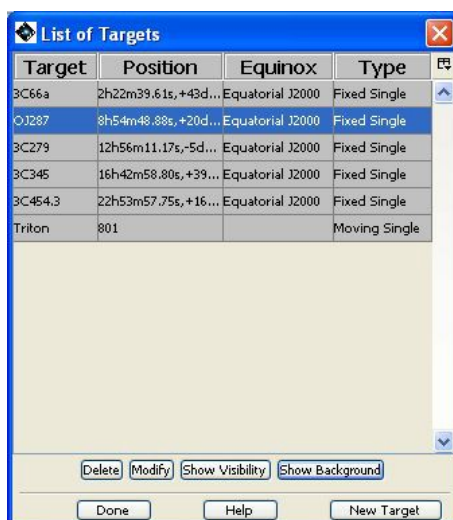 List of Targets
Target Position Equinox Type
3C66a 2h22m39.61s,+43d... Equatorial J2000 Fixed Single
OJ287 8h54m48.88s,+20d... Equatorial J2000 Fixed Single
3C279 12h56m11.17s,-5d... Equatorial J2000 Fixed Single
3C345 16h42m58.80s,+39... Equatorial J2000 Fixed Single
3C454.3 22h53m57.75s,+16... Equatorial J2000 Fixed Single
Triton 801 Moving Single
Delete Modify Show Visibility Show Background
Done Help New Target